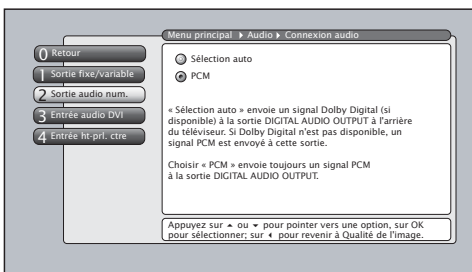 Menu principal ▸ Audio ▸ Connexion audio
0 Retour
1 Sortie fixe/variable
2 Sortie audio num.
3 Entrée audio DVI
4 Entrée ht-prl. ctre
Sélection auto
PCM
« Sélection auto » envoie un signal Dolby Digital (si
disponible) à la sortie DIGITAL AUDIO OUTPUT à l'arrière
du téléviseur. Si Dolby Digital n'est pas disponible, un
signal PCM est envoyé à cette sortie.
Choisir « PCM » envoie toujours un signal PCM
à la sortie DIGITAL AUDIO OUTPUT.
Appuyez sur ▴ ou ▾ pour pointer vers une option, sur OK
pour sélectionner; sur ◂ pour revenir à Qualité de l'image.